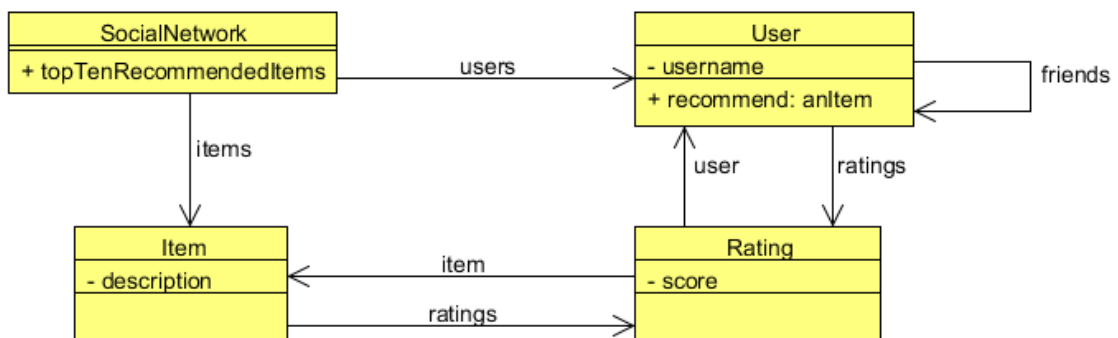 SocialNetwork
+ topTenRecommendedItems
users
User
- username
+ recommend: anItem
friends
items
user
ratings
Item
- description
item
ratings
Rating
- score